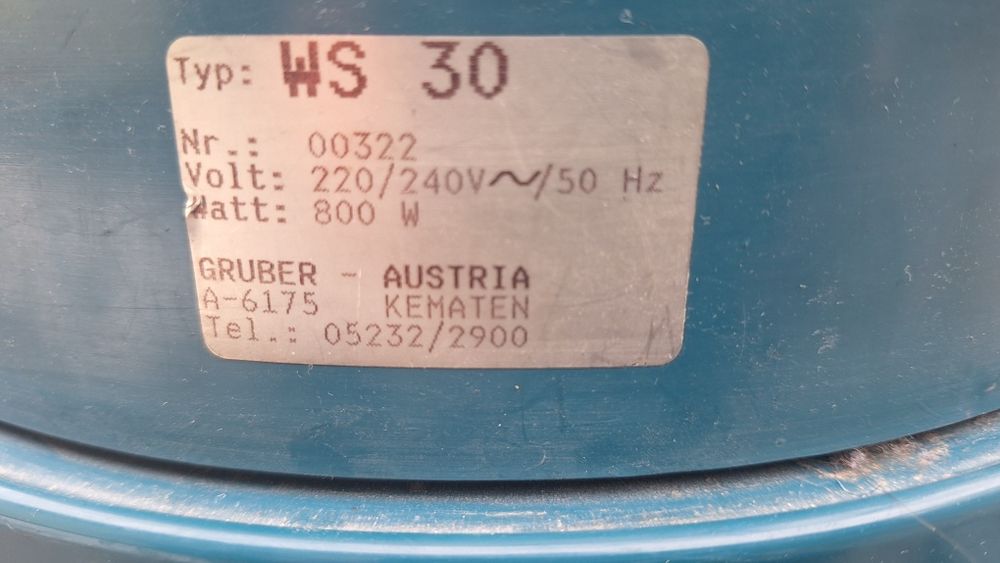 Typ: WS 30
Nr.: 00322
Volt: 220/240V~/50 Hz
Watt: 800 W
GRUBER - AUSTRIA
A-6175 KEMATEN
Tel.: 05232/2900